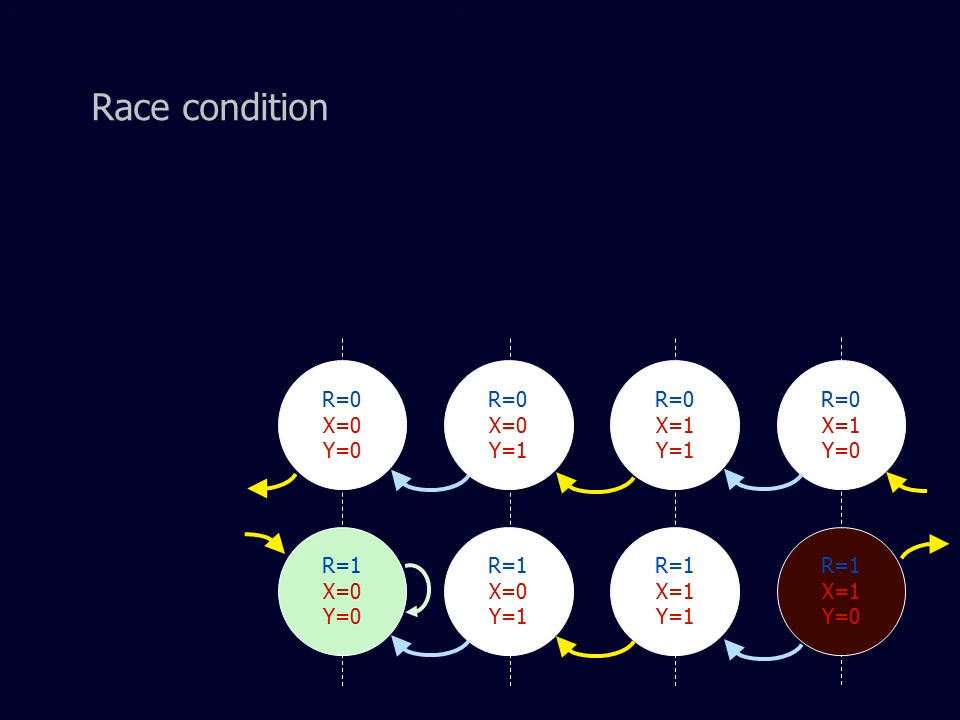 Race condition
R=0
X=0
Y=0
R=0
X=0
Y=1
R=0
X=1
Y=1
R=0
X=1
Y=0
R=1
X=0
Y=0
R=1
X=0
Y=1
R=1
X=1
Y=1
R=1
X=1
Y=0